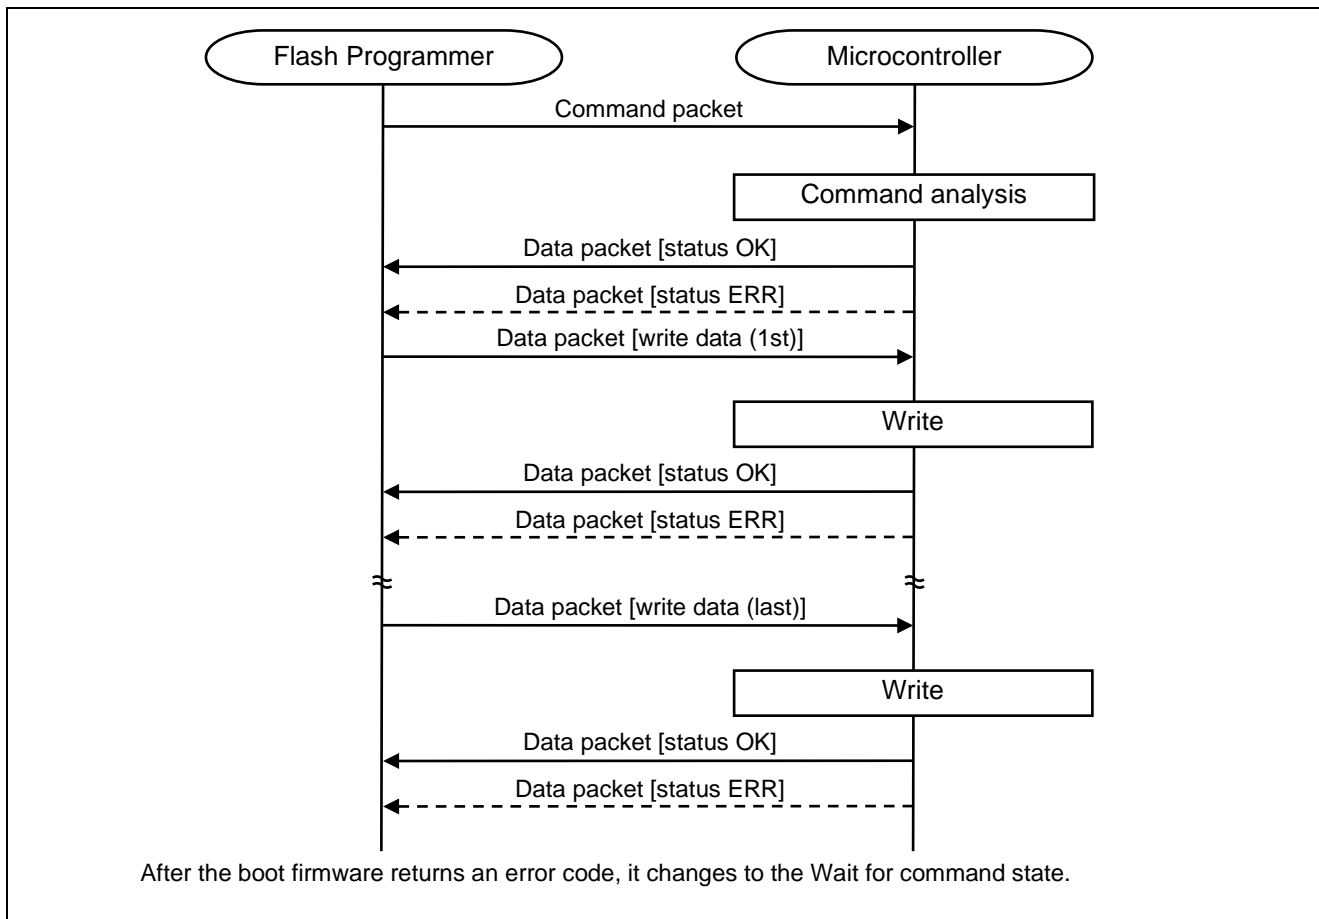 Flash Programmer
Microcontroller
Command packet
Command analysis
Data packet [status OK]
Data packet [status ERR]
Data packet [write data (1st)]
Write
Data packet [status OK]
Data packet [status ERR]
Data packet [write data (last)]
Write
Data packet [status OK]
Data packet [status ERR]
After the boot firmware returns an error code, it changes to the Wait for command state.